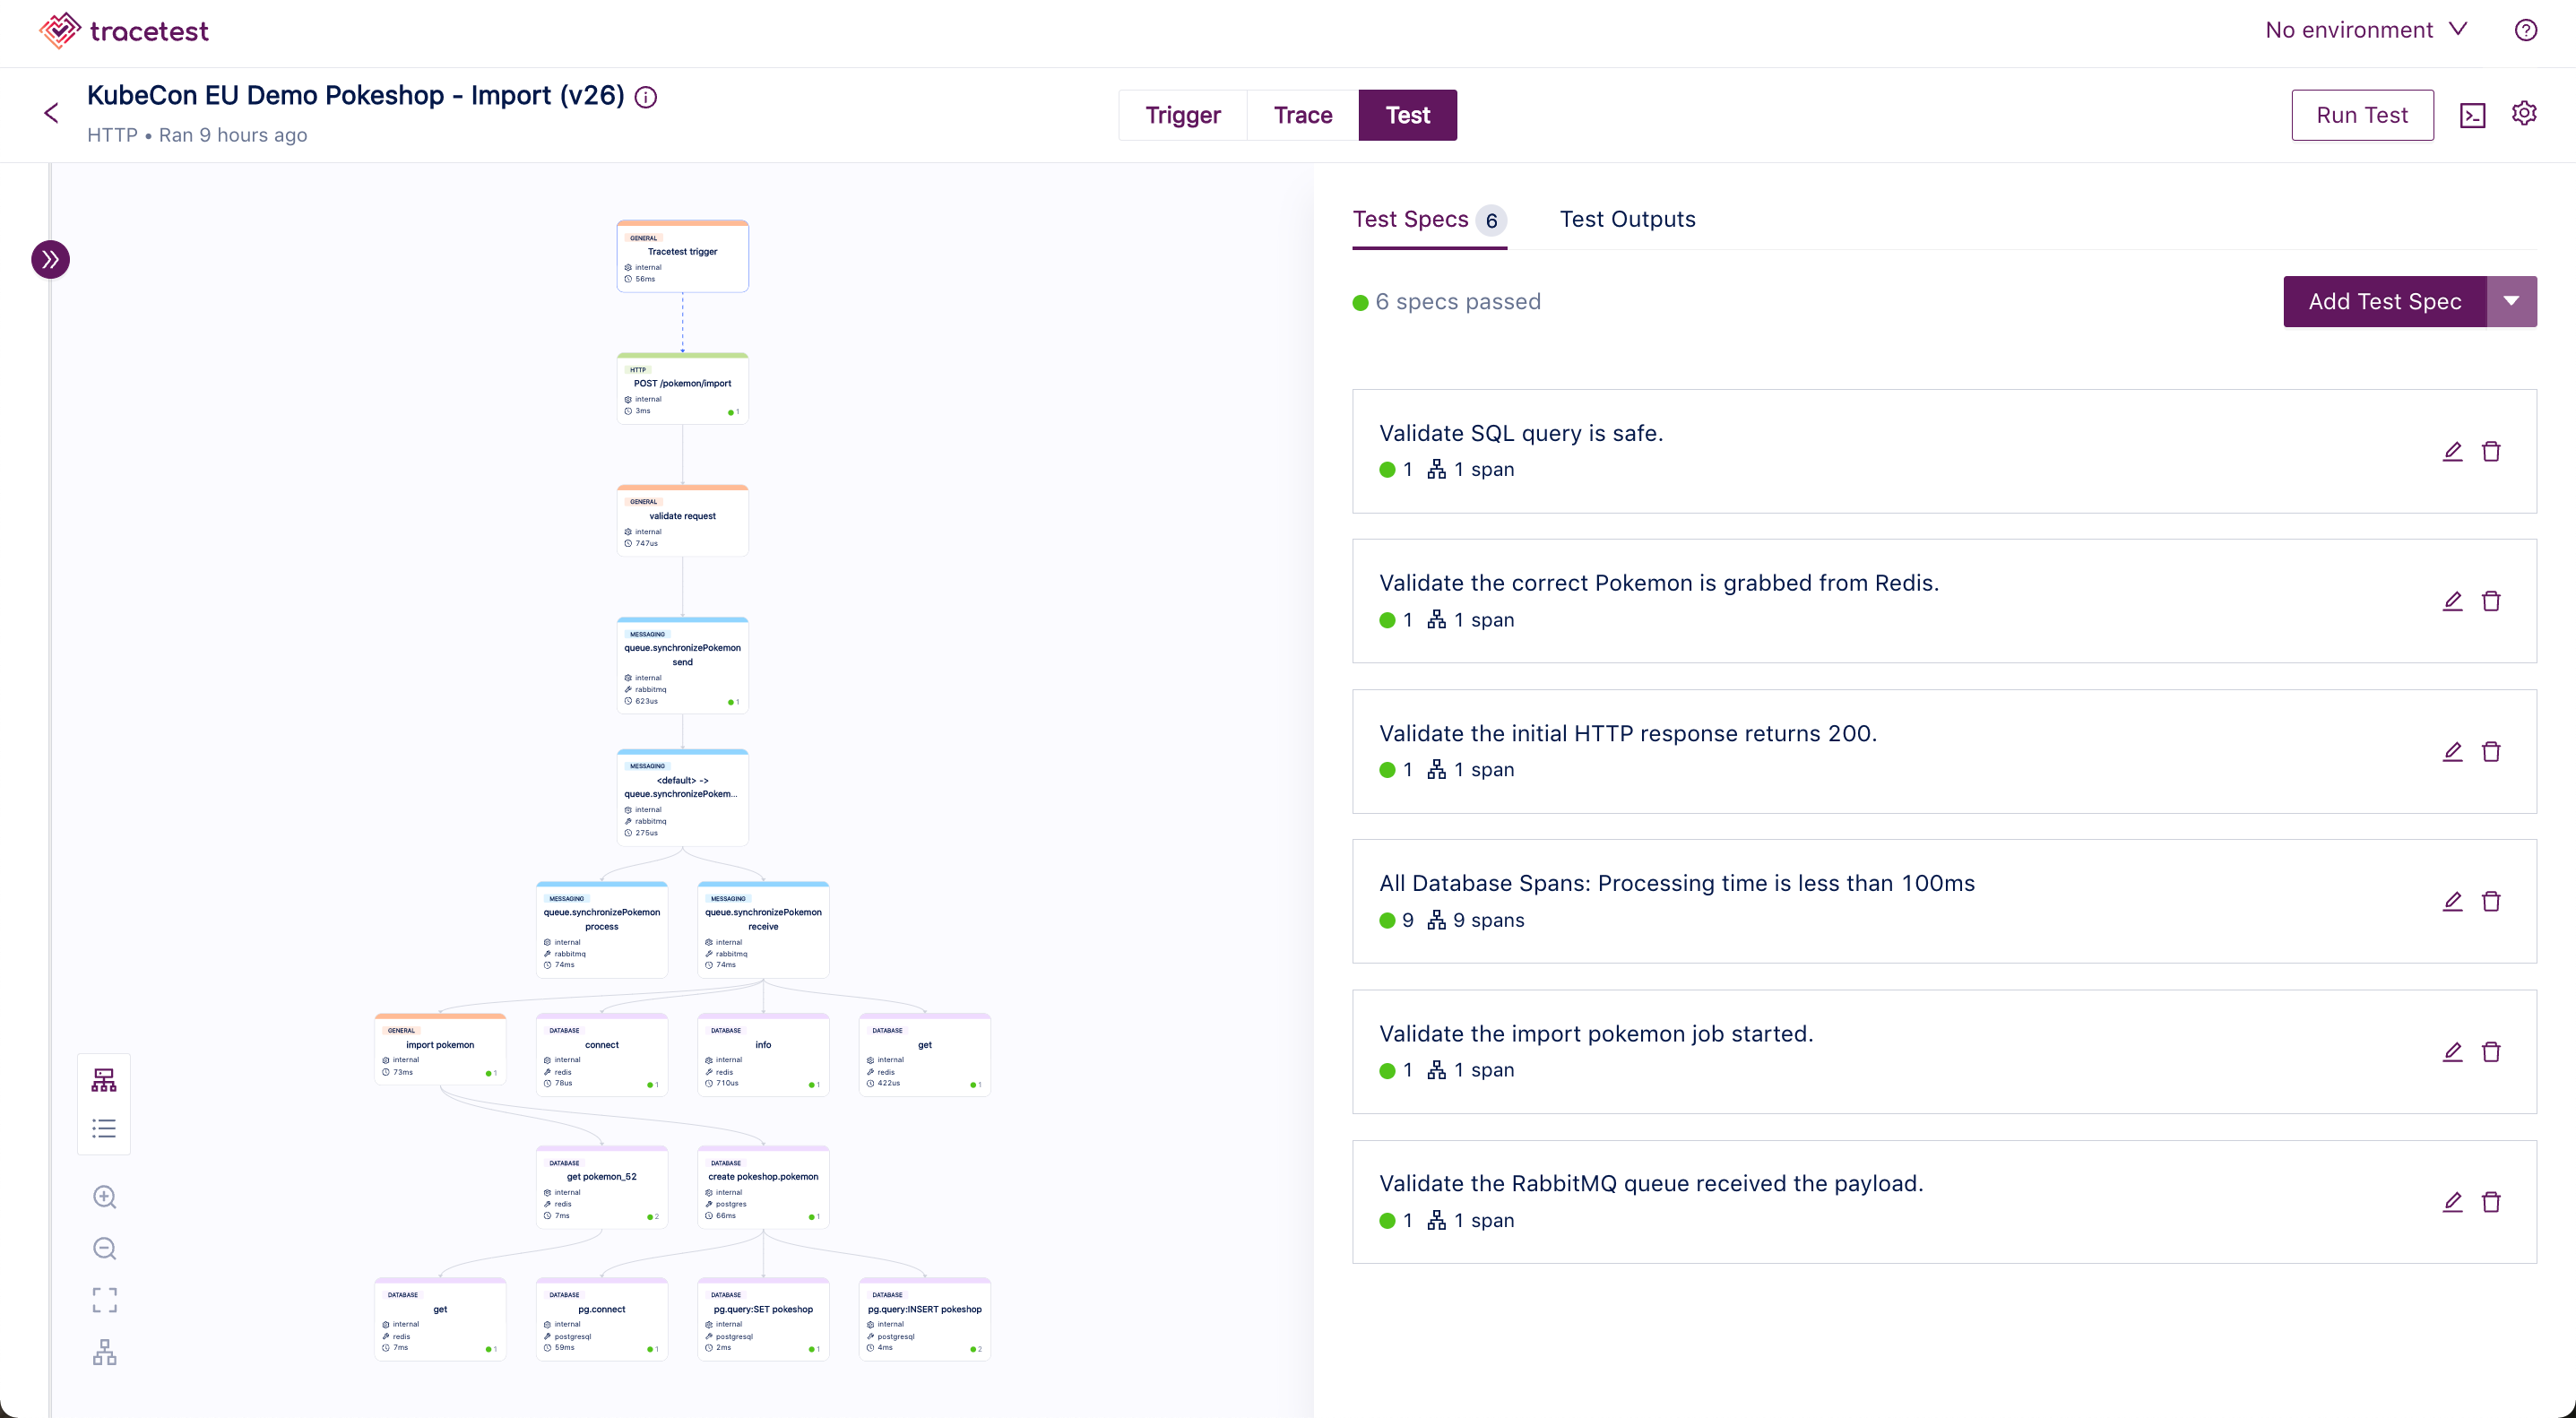 tracetest
No environment
KubeCon EU Demo Pokeshop - Import (v26)
HTTP • Ran 9 hours ago
Trigger
Trace
Test
Run Test
GENERAL
Tracetest trigger
internal
56ms
HTTP
POST /pokemon/import
internal
3ms
1
GENERAL
validate request
internal
747us
MESSAGING
queue.synchronizePokemon
send
internal
rabbitmq
623us
1
MESSAGING
<default> ->
queue.synchronizePokem...
internal
rabbitmq
275us
MESSAGING
queue.synchronizePokemon
process
internal
rabbitmq
74ms
MESSAGING
queue.synchronizePokemon
receive
internal
rabbitmq
74ms
GENERAL
import pokemon
internal
73ms
1
DATABASE
connect
internal
redis
78us
1
DATABASE
info
internal
redis
710us
1
DATABASE
get
internal
redis
422us
1
DATABASE
get pokemon_52
internal
redis
7ms
2
DATABASE
create pokeshop.pokemon
internal
postgres
66ms
1
DATABASE
get
internal
redis
7ms
1
DATABASE
pg.connect
internal
postgresql
59ms
1
DATABASE
pg.query:SET pokeshop
internal
postgresql
2ms
1
DATABASE
pg.query:INSERT pokeshop
internal
postgresql
4ms
2
Test Specs 6
Test Outputs
6 specs passed
Add Test Spec
Validate SQL query is safe.
1 1 span
Validate the correct Pokemon is grabbed from Redis.
1 1 span
Validate the initial HTTP response returns 200.
1 1 span
All Database Spans: Processing time is less than 100ms
9 9 spans
Validate the import pokemon job started.
1 1 span
Validate the RabbitMQ queue received the payload.
1 1 span